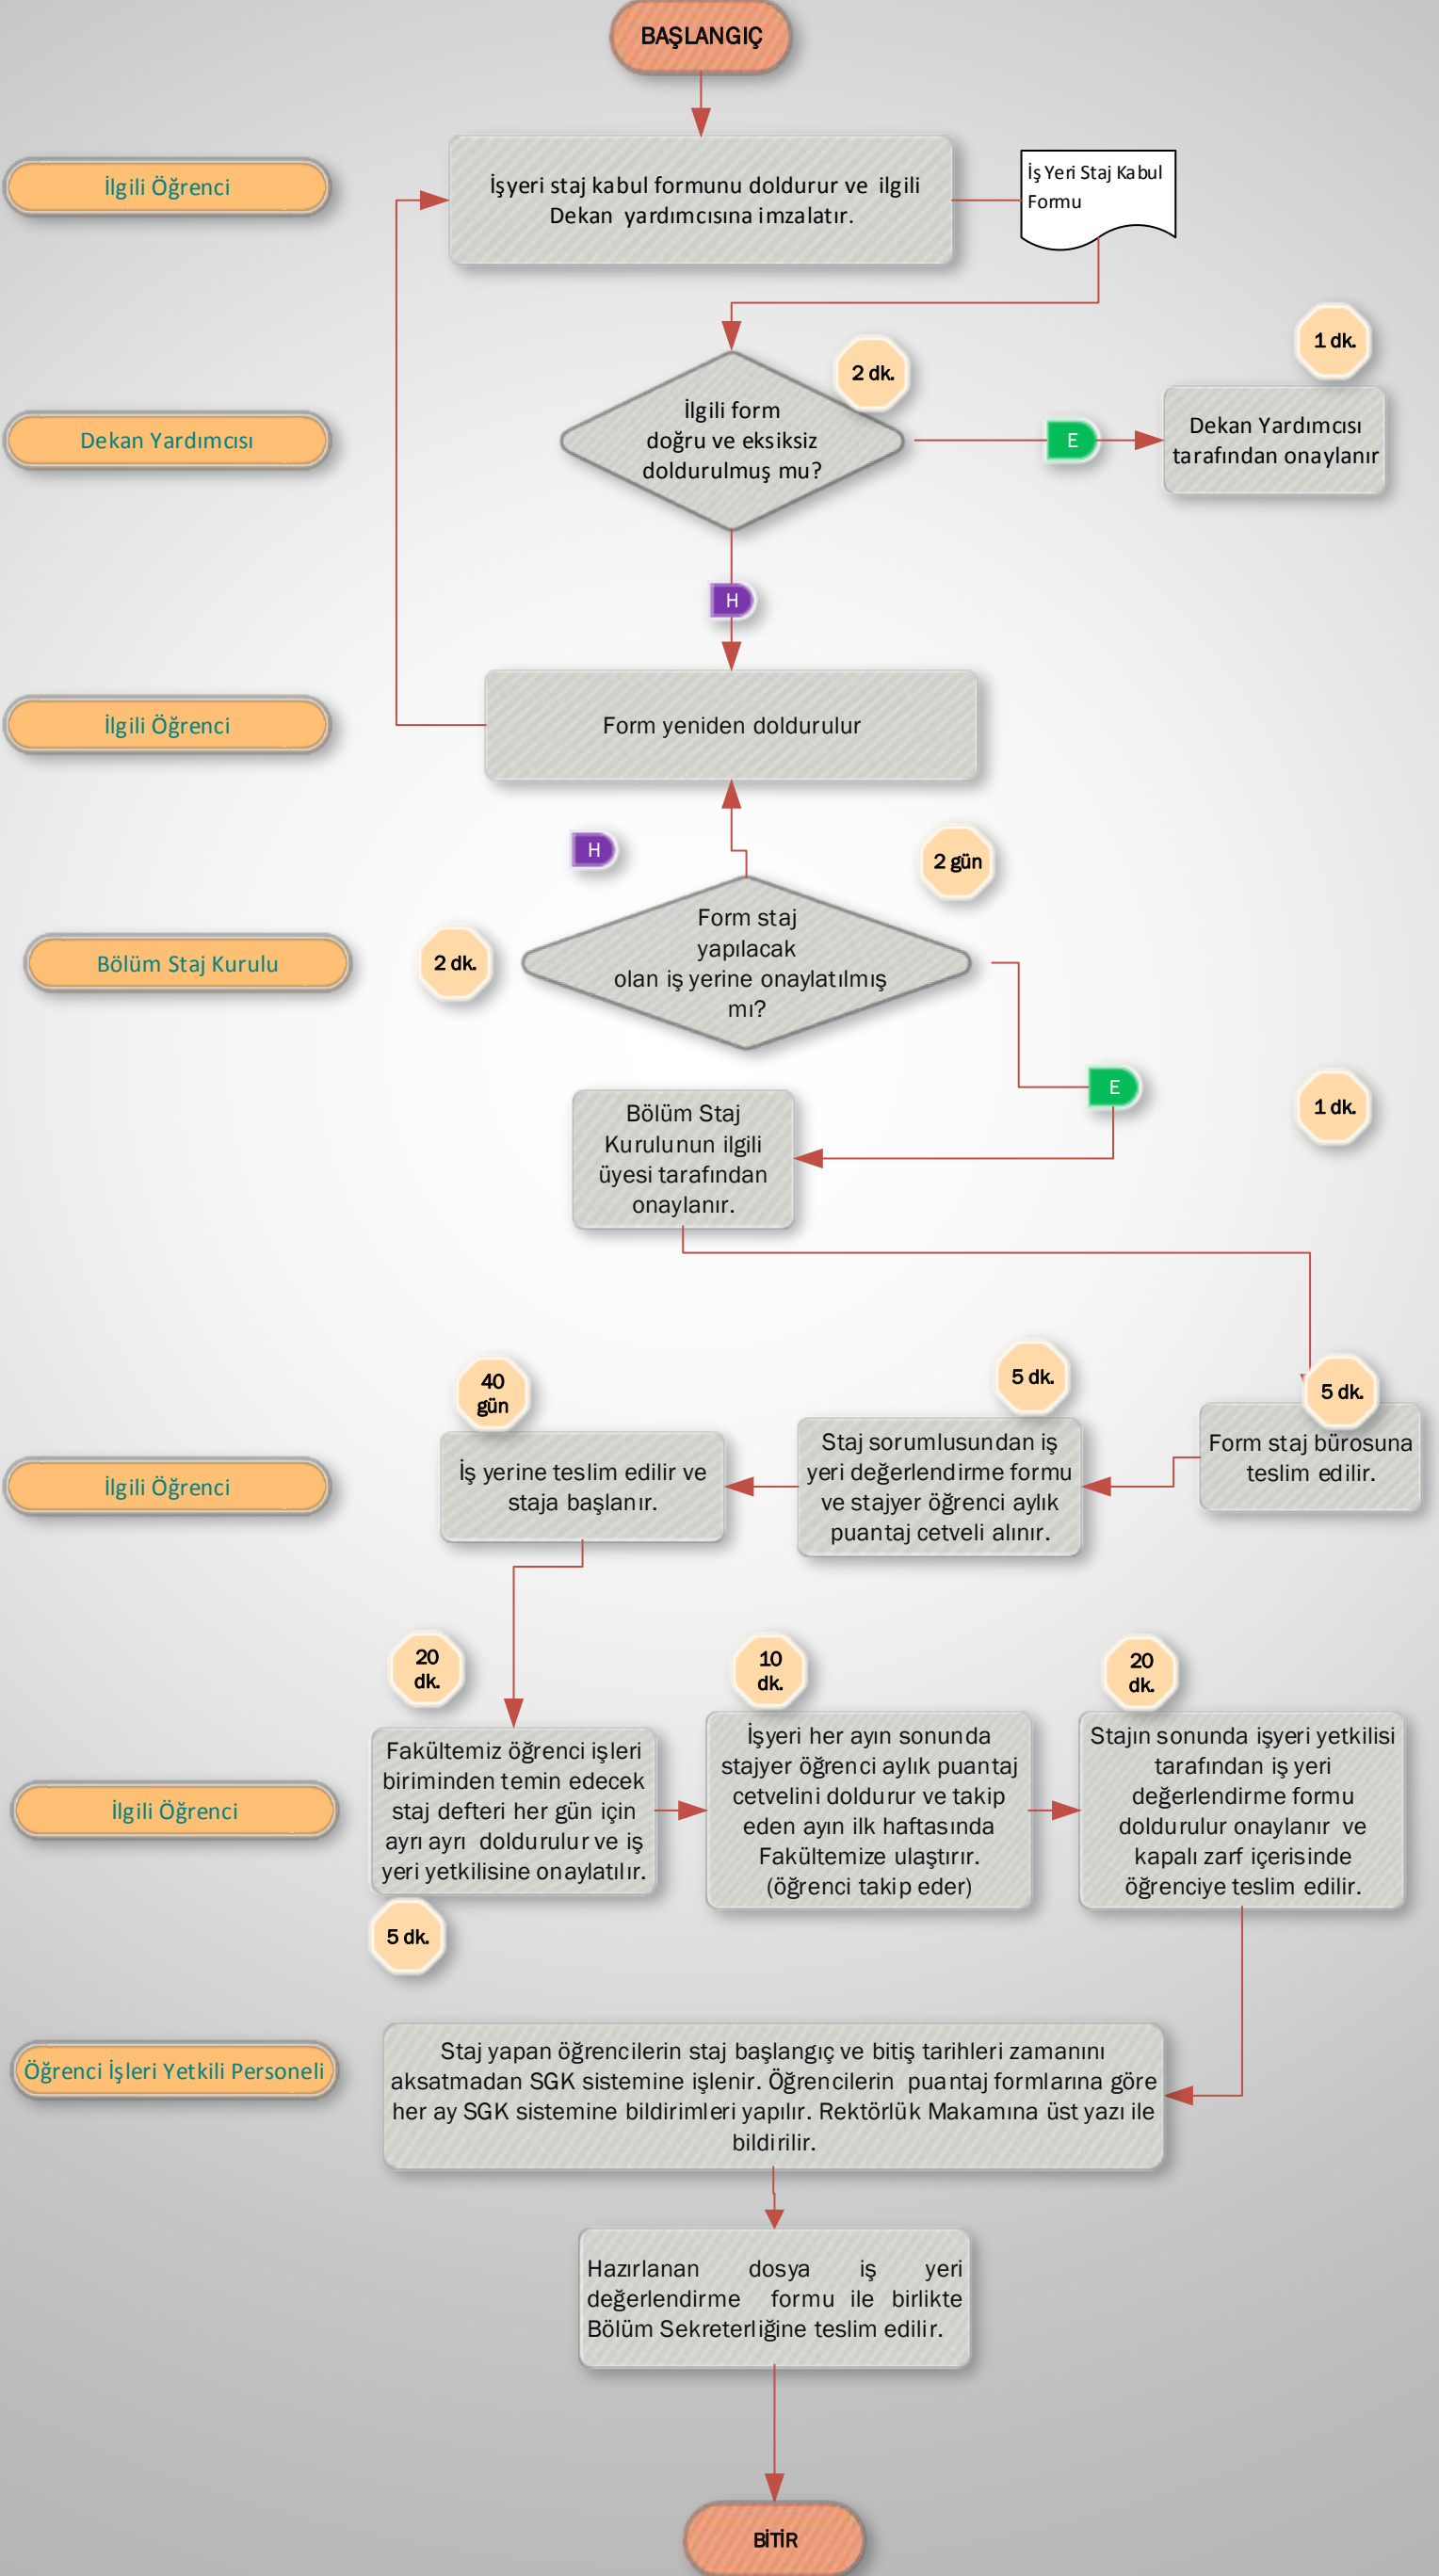 BAŞLANGIÇ
İlgili Öğrenci
İşyeri staj kabul formunu doldurur ve ilgili
Dekan yardımcısına imzalatır.
İş Yeri Staj Kabul
Formu
1 dk.
2 dk.
Dekan Yardımcısı
İlgili form
doğru ve eksiksiz
doldurulmuş mu?
E
Dekan Yardımcısı
tarafından onaylanır
H
İlgili Öğrenci
Form yeniden doldurulur
H
2 gün
Bölüm Staj Kurulu
2 dk.
Form staj
yapılacak
olan iş yerine onaylatılmış
mı?
E
1 dk.
Bölüm Staj
Kurulunun ilgili
üyesi tarafından
onaylanır.
40
gün
5 dk.
5 dk.
İlgili Öğrenci
İş yerine teslim edilir ve
staja başlanır.
Staj sorumlusundan iş
yeri değerlendirme formu
ve stajyer öğrenci aylık
puantaj cetveli alınır.
Form staj bürosuna
teslim edilir.
20
dk.
10
dk.
20
dk.
İlgili Öğrenci
Fakültemiz öğrenci işleri
biriminden temin edecek
staj defteri her gün için
ayrı ayrı doldurulur ve iş
yeri yetkilisine onaylatılır.
İşyeri her ayın sonunda
stajyer öğrenci aylık puantaj
cetvelini doldurur ve takip
eden ayın ilk haftasında
Fakültemize ulaştırır.
(öğrenci takip eder)
Stajın sonunda işyeri yetkilisi
tarafından iş yeri
değerlendirme formu
doldurulur onaylanır ve
kapalı zarf içerisinde
öğrenciye teslim edilir.
5 dk.
Öğrenci İşleri Yetkili Personeli
Staj yapan öğrencilerin staj başlangıç ve bitiş tarihleri zamanını
aksatmadan SGK sistemine işlenir. Öğrencilerin puantaj formlarına göre
her ay SGK sistemine bildirimleri yapılır. Rektörlük Makamına üst yazı ile
bildirilir.
Hazırlanan dosya iş yeri
değerlendirme formu ile birlikte
Bölüm Sekreterliğine teslim edilir.
BİTİR